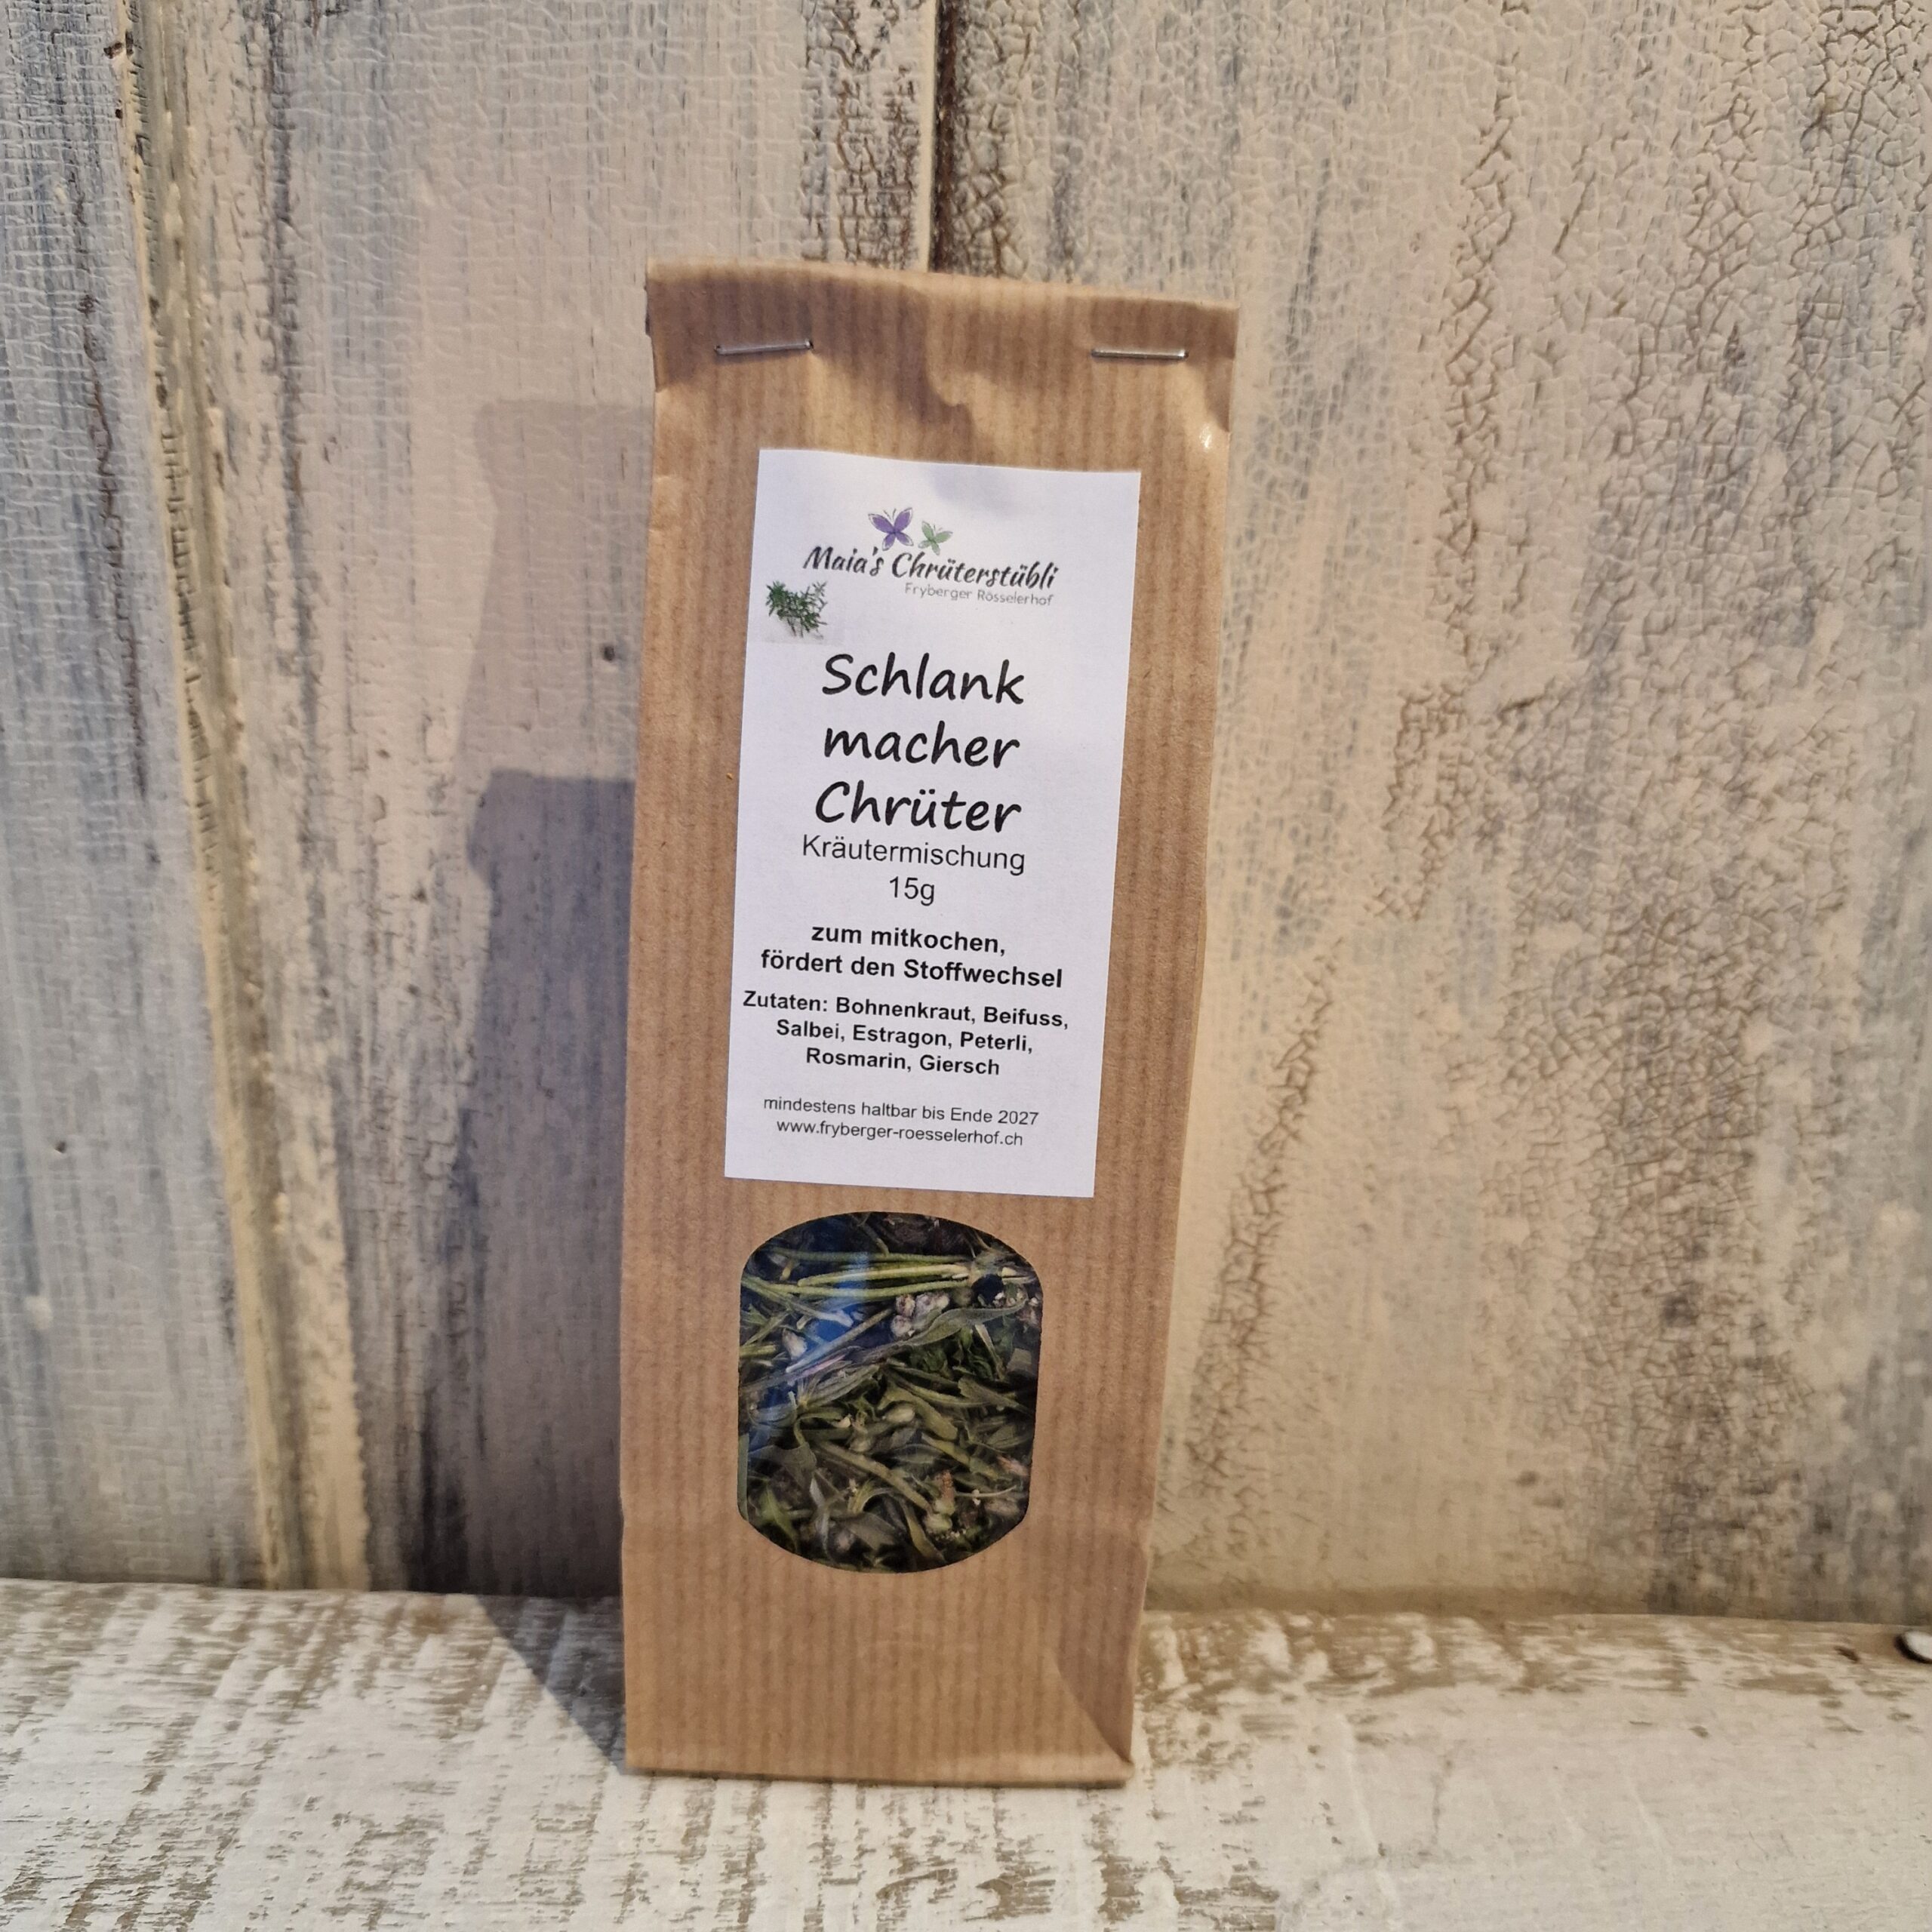 Maia's Chrüterstübli
Fryberger Rösselerhof
Schlank
macher
Chrüter
Kräutermischung
15g
zum mitkochen,
fördert den Stoffwechsel
Zutaten: Bohnenkraut, Beifuss,
Salbei, Estragon, Peterli,
Rosmarin, Giersch
mindestens haltbar bis Ende 2027
www.fryberger-roesselerhof.ch